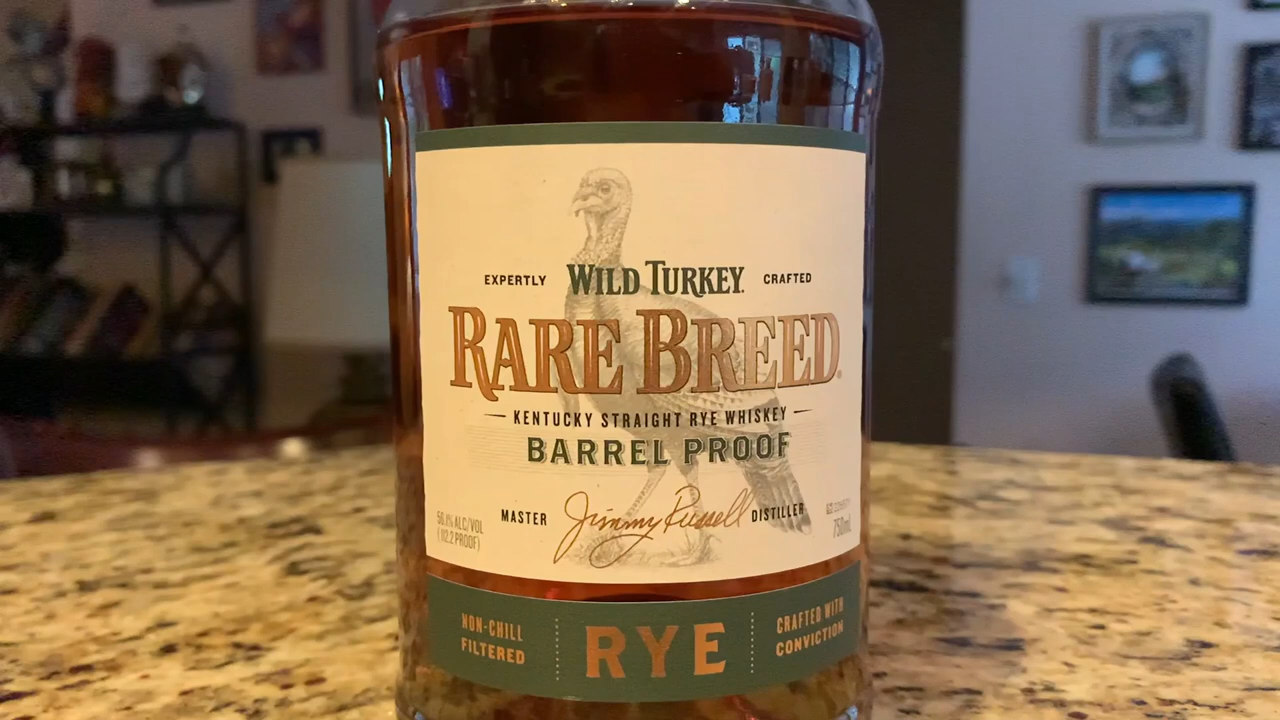 EXPERTLY WILD TURKEY. CRAFTED
RARE BREED
KENTUCKY STRAIGHT RYE WHISKEY
BARREL PROOF
MASTER Jimmy Russell DISTILLER
56.1% ALC/VOL
(112.2 PROOF)
750mL
NON-CHILL
FILTERED
RYE
CRAFTED WITH
CONVICTION